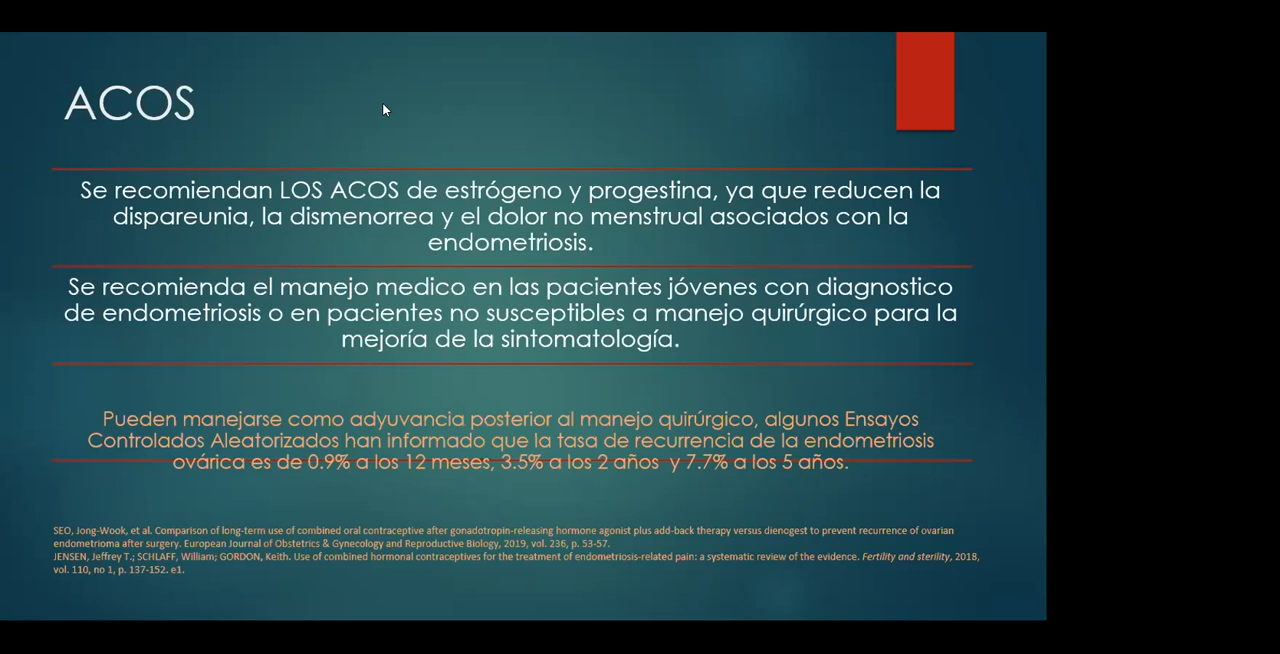 ACOS
Se recomiendan LOS ACOS de estrógeno y progestina, ya que reducen la
dispareunia, la dismenorrea y el dolor no menstrual asociados con la
endometriosis.
Se recomienda el manejo medico en las pacientes jóvenes con diagnostico
de endometriosis o en pacientes no susceptibles a manejo quirúrgico para la
mejoría de la sintomatología.
Pueden manejarse como adyuvancia posterior al manejo quirúrgico, algunos Ensayos
Controlados Aleatorizados han informado que la tasa de recurrencia de la endometriosis
ovárica es de 0.9% a los 12 meses, 3.5% a los 2 años y 7.7% a los 5 años.
SEO, Jong-Wook, et al. Comparison of long-term use of combined oral contraceptive after gonadotropin-releasing hormone agonist plus add-back therapy versus dienogest to prevent recurrence of ovarian
endometrioma after surgery. European Journal of Obstetrics & Gynecology and Reproductive Biology, 2019, vol. 236, p. 53-57.
JENSEN, Jeffrey T.; SCHLAFF, William; GORDON, Keith. Use of combined hormonal contraceptives for the treatment of endometriosis-related pain: a systematic review of the evidence. Fertility and sterility, 2018,
vol. 110, no 1, p. 137-152. e1.